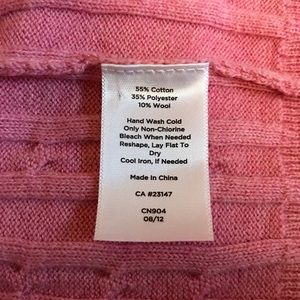 55% Cotton
35% Polyester
10% Wool
Hand Wash Cold
Only Non-Chlorine
Bleach When Needed
Reshape, Lay Flat To
Dry
Cool Iron, If Needed
Made in China
CA #23147
CN904
08/12